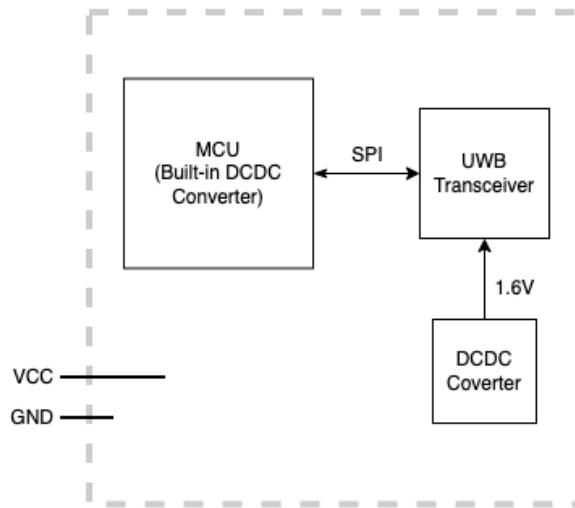 MCU
(Built-in DCDC
Converter)
SPI
UWB
Transceiver
1.6V
DCDC
Coverter
VCC
GND